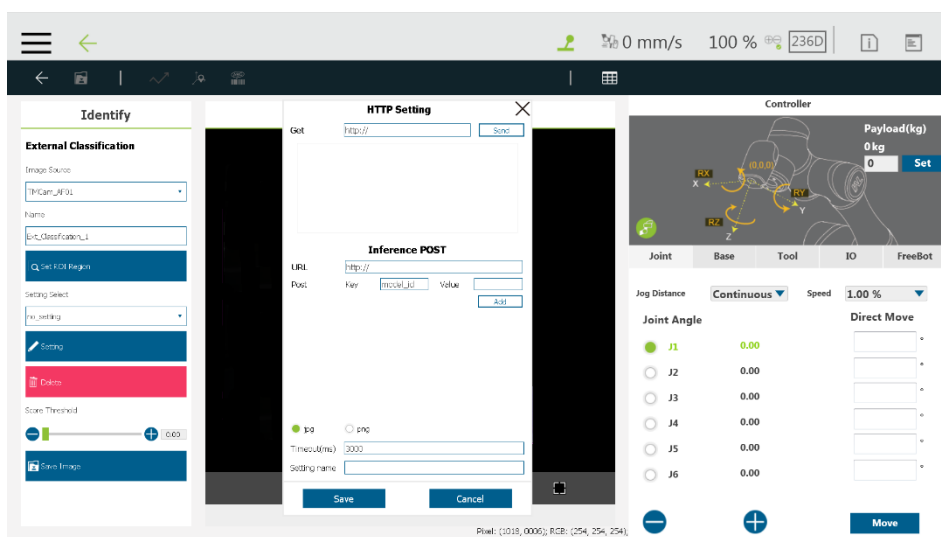 0 mm/s 100 % 236D
Identify
External Classification
Image Source
TMCam_AF01
Name
Ext_Classification_1
Set ROI Region
Setting Select
no_setting
Setting
Delete
Score Threshold
0.00
Save Image
HTTP Setting
Get http:// Send
Inference POST
URL http://
Post Key model_id Value
Add
jpg png
Timeout(ms) 3000
Setting name
Save Cancel
Pixel: (1018, 0006); RGB: (254, 254, 254);
Controller
Payload(kg)
0 kg
0 Set
(0,0,0)
RX
X
RY
Y
RZ
Z
Joint Base Tool IO FreeBot
Jog Distance Continuous Speed 1.00 %
Joint Angle Direct Move
J1 0.00 °
J2 0.00 °
J3 0.00 °
J4 0.00 °
J5 0.00 °
J6 0.00 °
Move